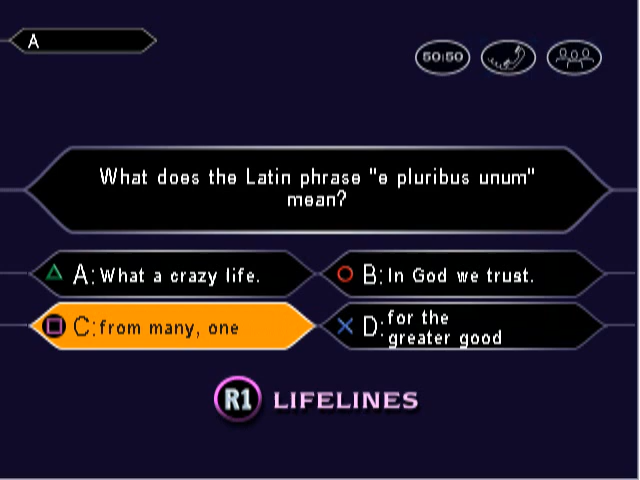 A
50:50
What does the Latin phrase "e pluribus unum"
mean?
A: What a crazy life.
B: In God we trust.
C: from many, one
D: for the
greater good
R1 LIFELINES